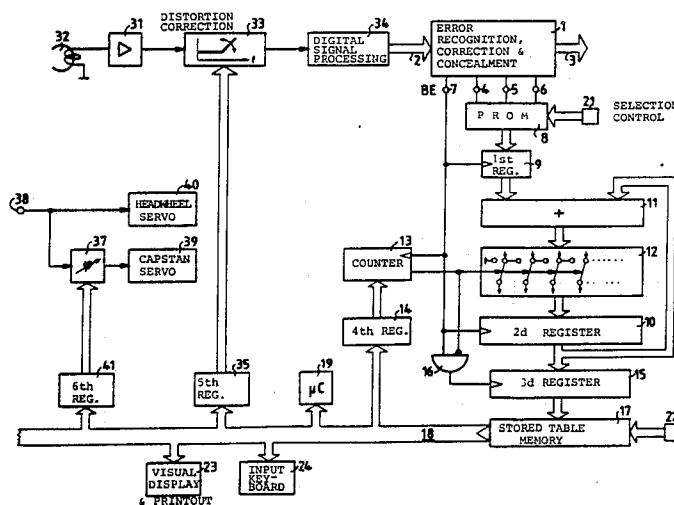 DISTORTION
CORRECTION
31
32
33
34
DIGITAL
SIGNAL
PROCESSING
1
ERROR
RECOGNITION,
CORRECTION &
CONCEALMENT
2
3
BE
7
4
5
6
21
SELECTION
CONTROL
P R O M
8
1st
REG.
9
38
40
HEADWHEEL
SERVO
37
39
CAPSTAN
SERVO
+
11
13
COUNTER
12
14
4th REG.
10
2d REGISTER
16
15
3d REGISTER
41
6th
REG.
35
5th
REG.
19
µC
17
STORED TABLE
MEMORY
22
18
VISUAL
DISPLAY
23
& PRINTOUT
INPUT
KEY-
BOARD
24